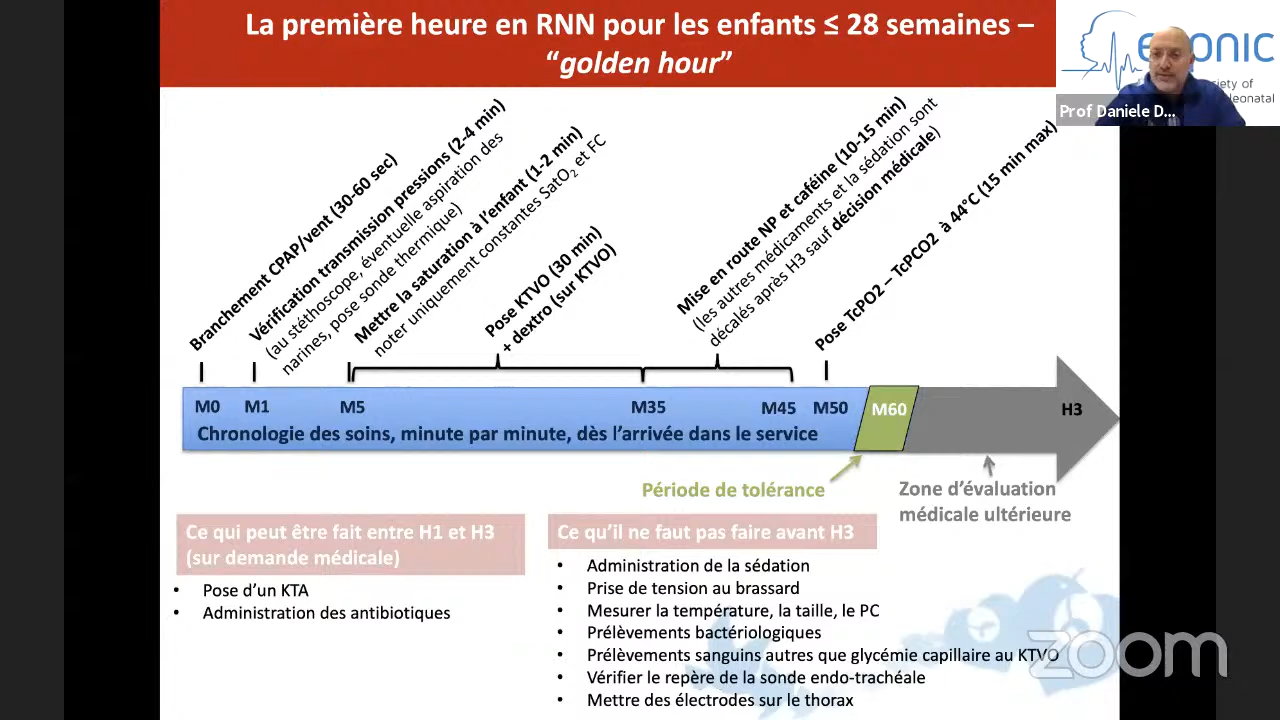 La première heure en RNN pour les enfants ≤ 28 semaines –
“golden hour”
Prof Daniele D...
Branchement CPAP/vent (30-60 sec)
Vérification transmission pressions (2-4 min)
(au stéthoscope, éventuelle aspiration des
narines, pose sonde thermique)
Mettre la saturation à l’enfant (1-2 min)
noter uniquement constantes SatO2 et FC
Pose KTVO (30 min)
+ dextro (sur KTVO)
Mise en route NP et caféine (10-15 min)
(les autres médicaments et la sédation sont
décalés après H3 sauf décision médicale)
Pose TcPO2 – TcPCO2 à 44°C (15 min max)
M0 M1 M5 M35 M45 M50 M60 H3
Chronologie des soins, minute par minute, dès l’arrivée dans le service
Période de tolérance
Zone d’évaluation
médicale ultérieure
Ce qui peut être fait entre H1 et H3
(sur demande médicale)
• Pose d’un KTA
• Administration des antibiotiques
Ce qu’il ne faut pas faire avant H3
• Administration de la sédation
• Prise de tension au brassard
• Mesurer la température, la taille, le PC
• Prélèvements bactériologiques
• Prélèvements sanguins autres que glycémie capillaire au KTVO
• Vérifier le repère de la sonde endo-trachéale
• Mettre des électrodes sur le thorax
zoom